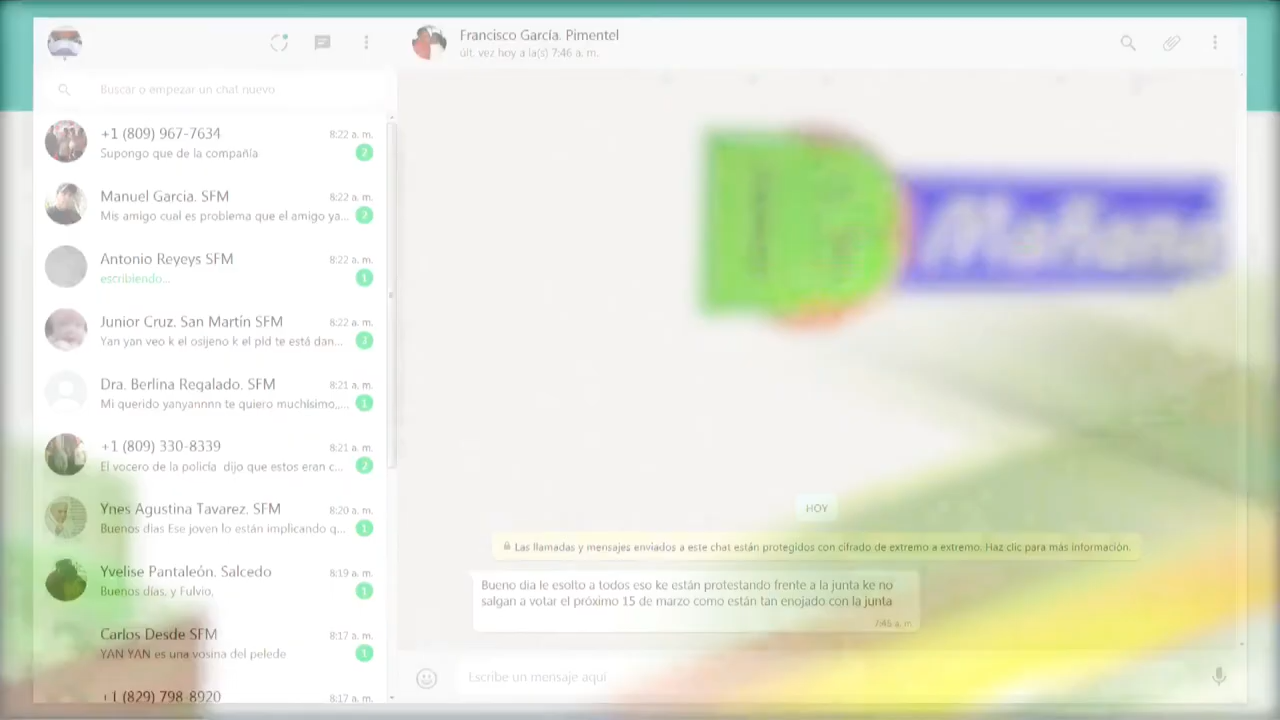 Francisco García. Pimentel
últ. vez hoy a la(s) 7:46 a. m.
Buscar o empezar un chat nuevo
+1 (809) 967-7634
8:22 a. m.
Supongo que de la compañía
2
Manuel Garcia. SFM
8:22 a. m.
Mis amigo cual es problema que el amigo ya...
2
Antonio Reyeys SFM
8:22 a. m.
escribiendo...
1
Junior Cruz. San Martín SFM
8:22 a. m.
Yan yan veo k el osijeno k el pld te está dan...
3
Dra. Berlina Regalado. SFM
8:21 a. m.
Mi querido yanyannnn te quiero muchísimo,...
1
+1 (809) 330-8339
8:21 a. m.
El vocero de la policía dijo que estos eran c...
2
Ynes Agustina Tavarez. SFM
8:20 a. m.
Buenos días Ese joven lo están implicando q...
1
Yvelise Pantaleón. Salcedo
8:19 a. m.
Buenos días, y Fulvio,
1
Carlos Desde SFM
8:17 a. m.
YAN YAN es una vosina del pelede
1
+1 (829) 798-8920
8:17 a. m.
Mañana
HOY
Las llamadas y mensajes enviados a este chat están protegidos con cifrado de extremo a extremo. Haz clic para más información.
Bueno dia le esolto a todos eso ke están protestando frente a la junta ke no
salgan a votar el próximo 15 de marzo como están tan enojado con la junta
7:45 a. m.
Escribe un mensaje aquí